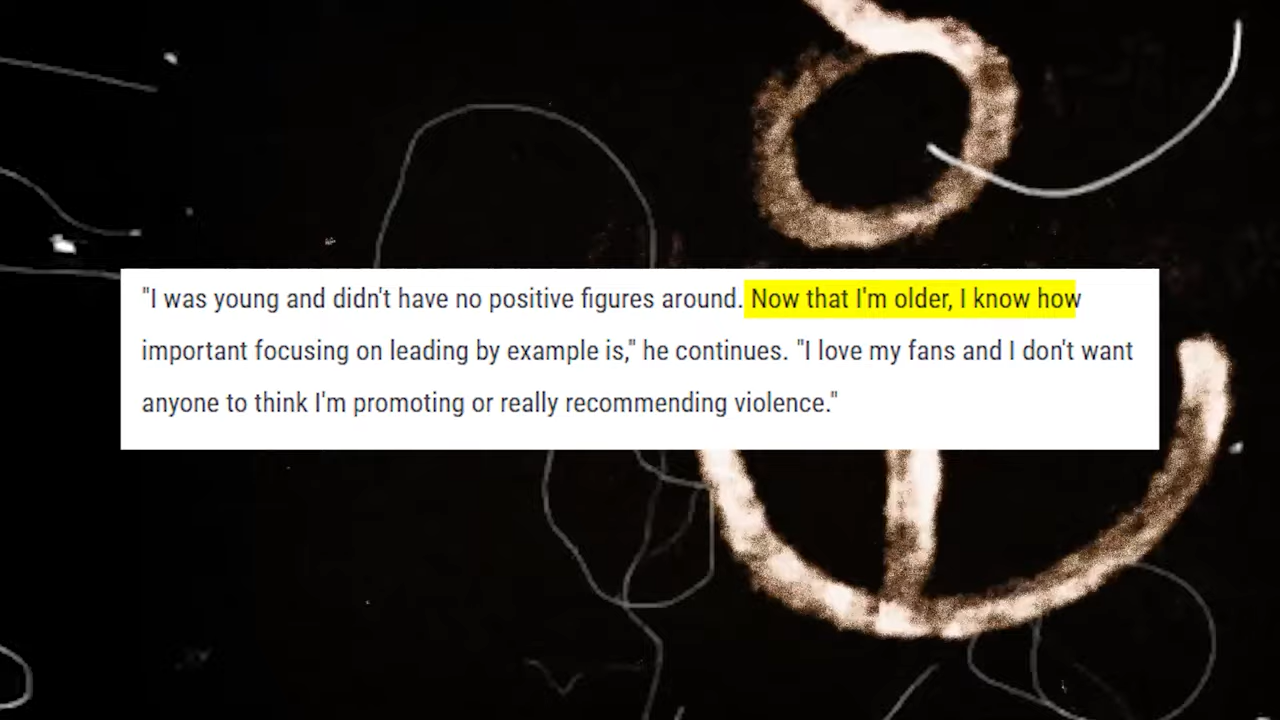 "I was young and didn't have no positive figures around. Now that I'm older, I know how
important focusing on leading by example is," he continues. "I love my fans and I don't want
anyone to think I'm promoting or really recommending violence."